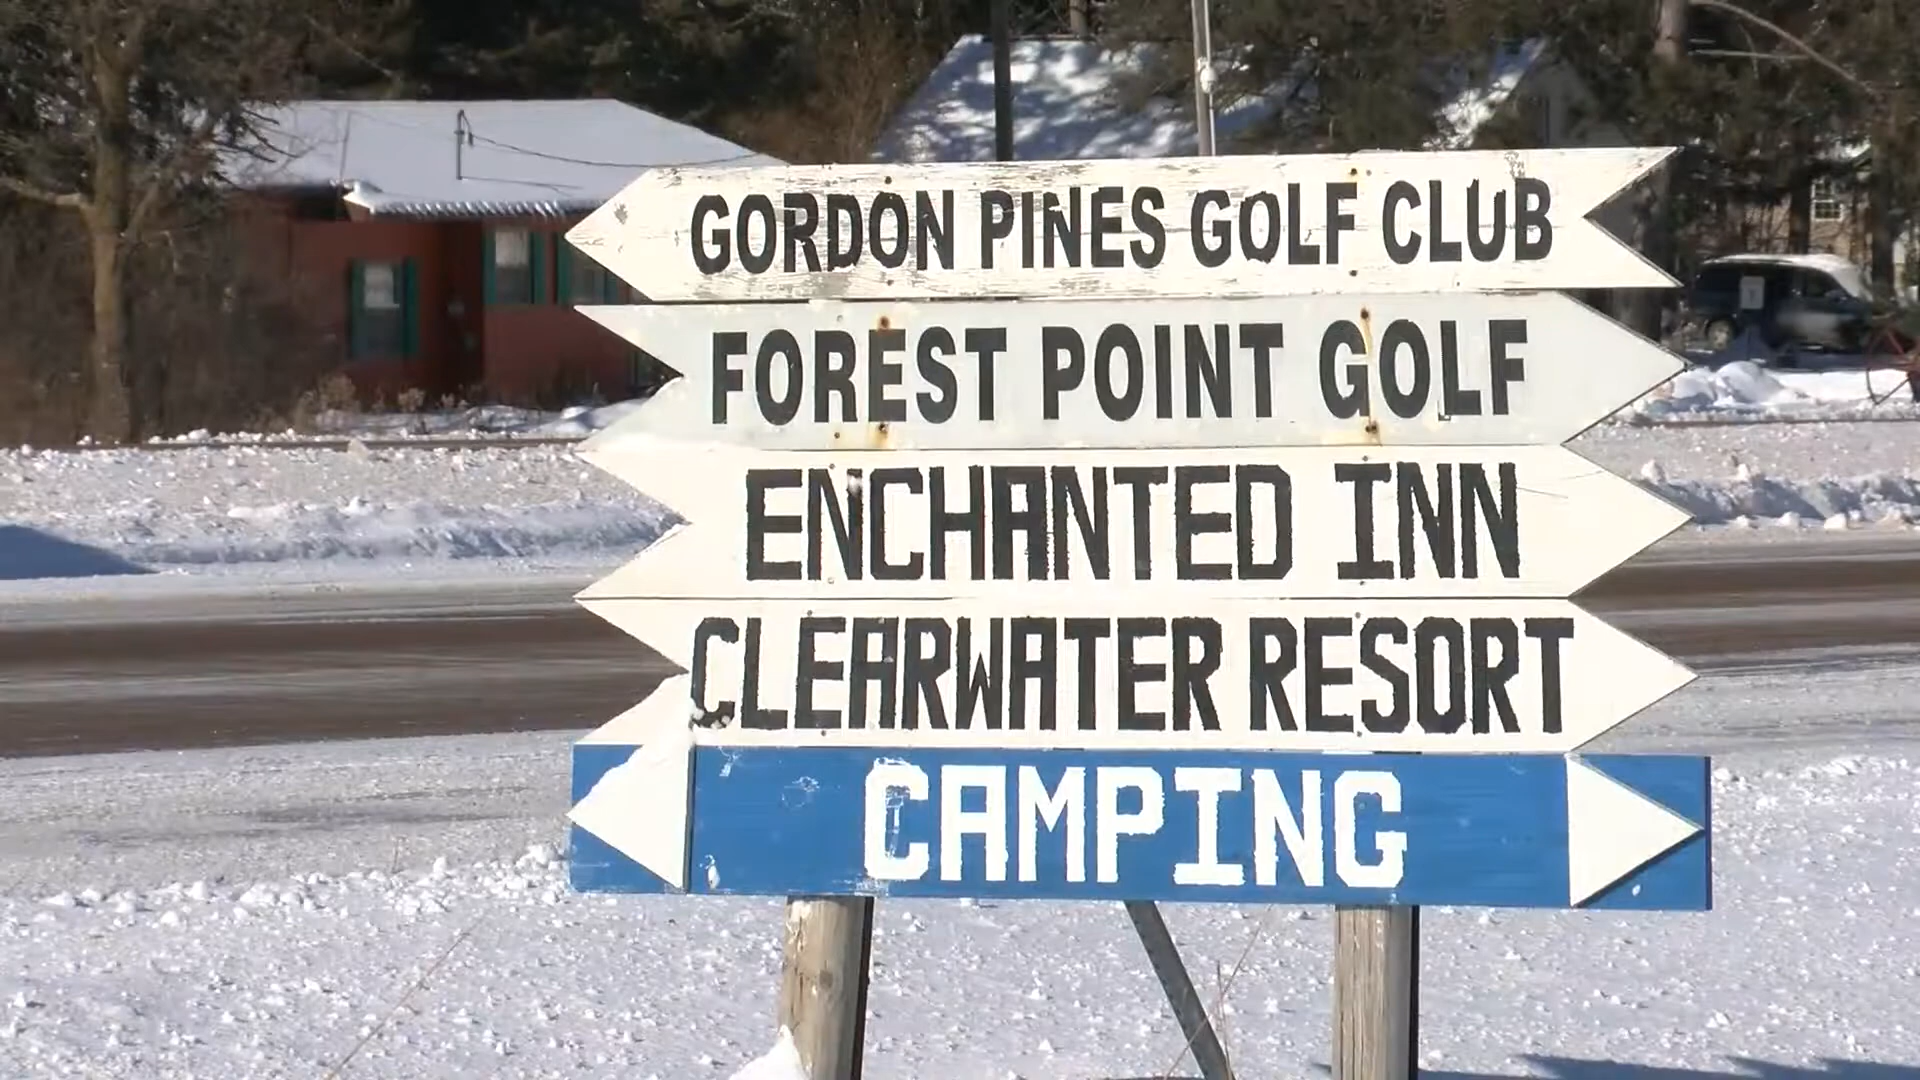 GORDON PINES GOLF CLUB
FOREST POINT GOLF
ENCHANTED INN
CLEARWATER RESORT
CAMPING